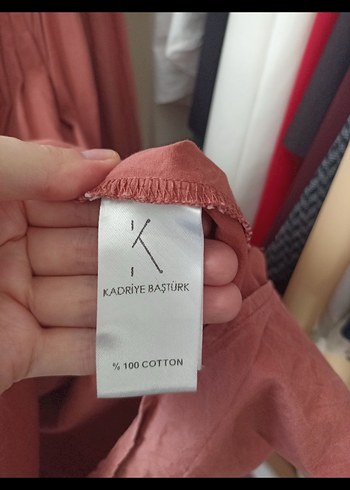 K
KADRİYE BAŞTÜRK
% 100 COTTON